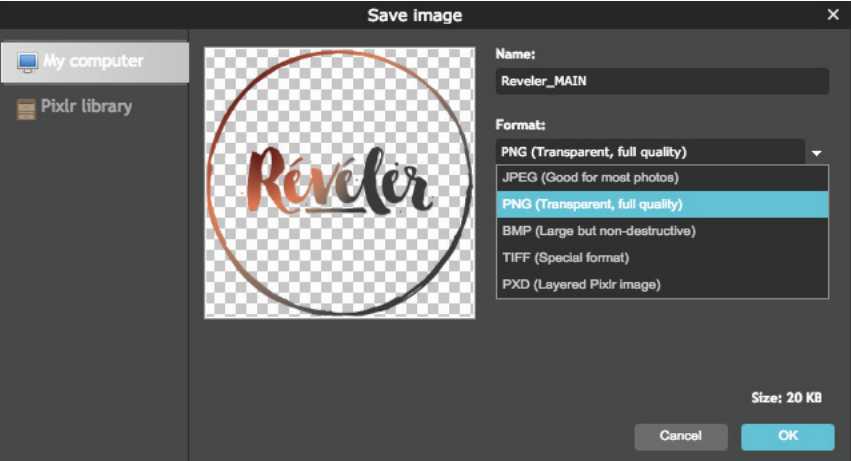 Save image
My computer
Pixlr library
Révélér
Name:
Reveler_MAIN
Format:
PNG (Transparent, full quality)
JPEG (Good for most photos)
PNG (Transparent, full quality)
BMP (Large but non-destructive)
TIFF (Special format)
PXD (Layered Pixlr image)
Size: 20 KB
Cancel
OK